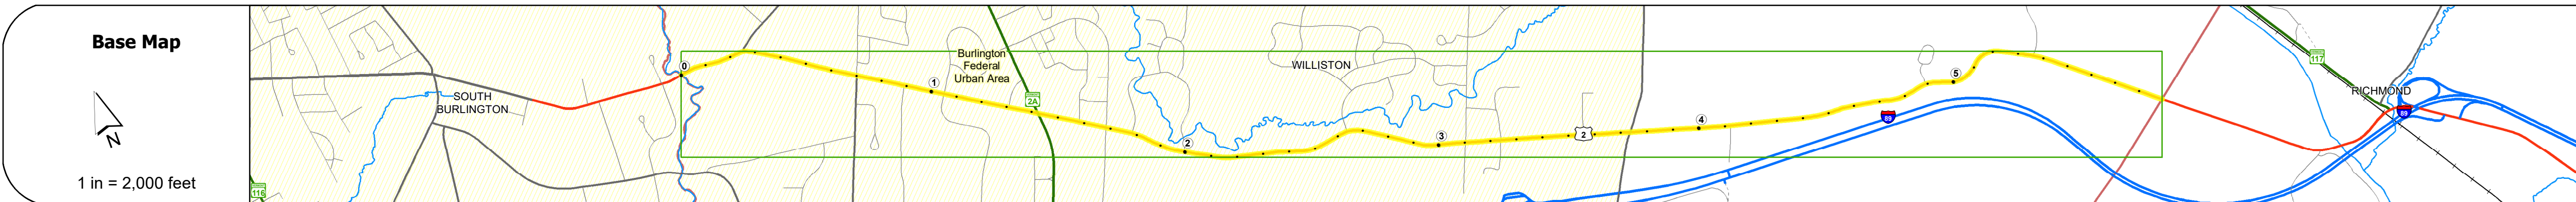 Base Map
N
1 in = 2,000 feet
116
SOUTH
BURLINGTON
0
1
Burlington
Federal
Urban Area
2A
2
WILLISTON
3
2
4
89
5
117
RICHMOND
89